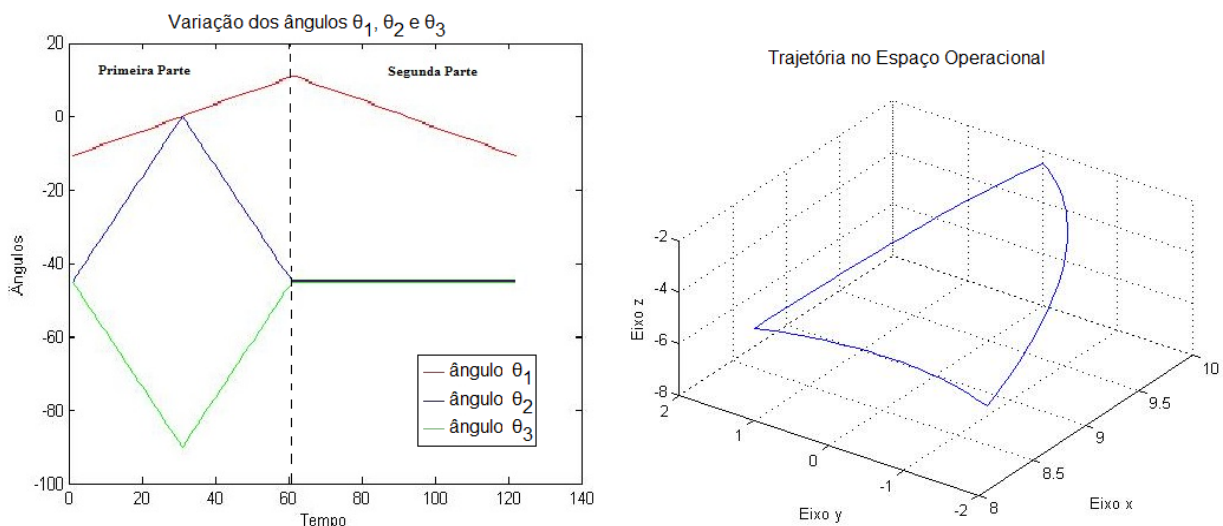 Variação dos ângulos θ1, θ2 e θ3
20
0
-20
-40
-60
-80
-100
Ângulos
Primeira Parte
Segunda Parte
ângulo θ1
ângulo θ2
ângulo θ3
0 20 40 60 80 100 120 140
Tempo
Trajetória no Espaço Operacional
-2
-4
-6
-8
Eixo z
2 1 0 -1 -2
Eixo y
8 8.5 9 9.5 10
Eixo x